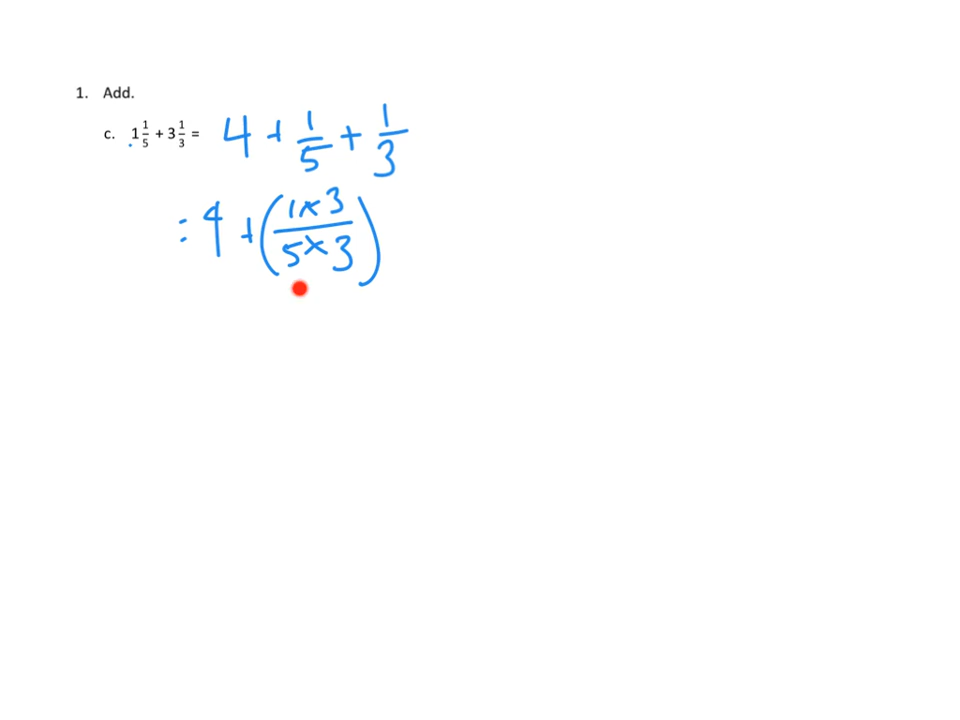 1. Add.
c. 1 1/5 + 3 1/3 = 4 + 1/5 + 1/3
= 4 + (1 × 3 / 5 × 3)